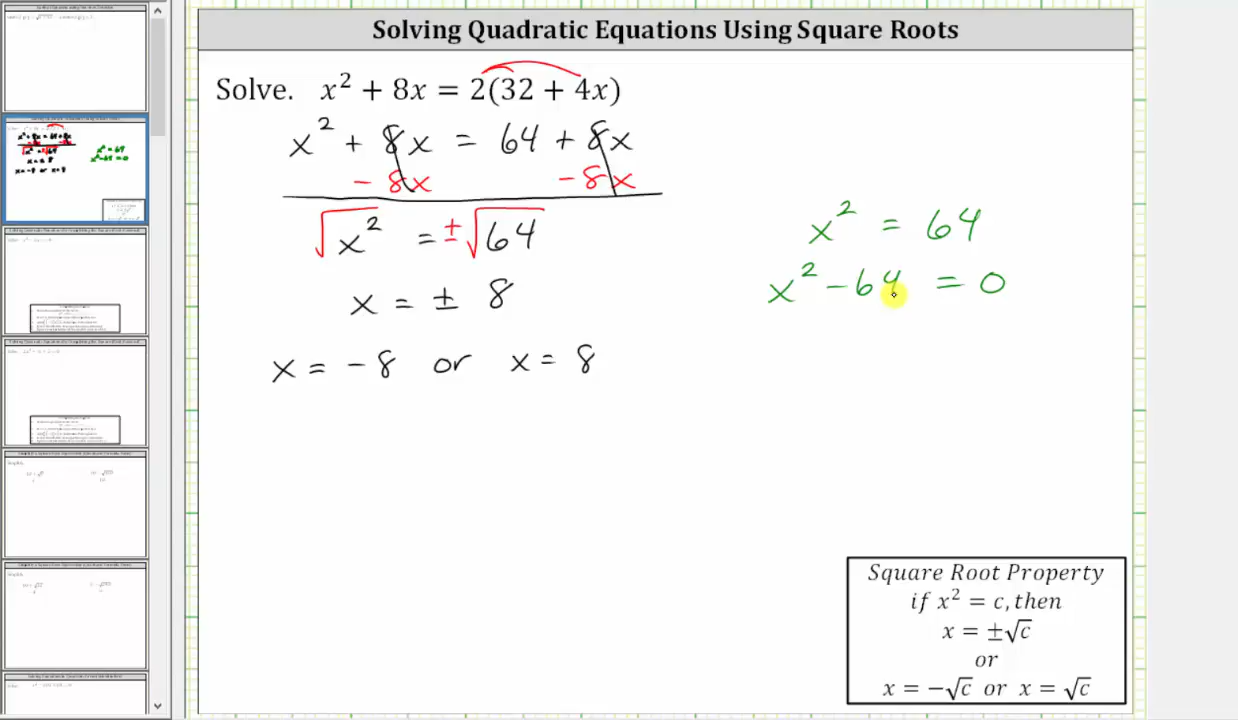 Solving Quadratic Equations Using Square Roots
Solve. x² + 8x = 2(32 + 4x)
x² + 8x = 64 + 8x
− 8x − 8x
√x² = ±√64
x = ± 8
x = − 8 or x = 8
x² = 64
x² − 64 = 0
Square Root Property
if x² = c, then
x = ±√c
or
x = −√c or x = √c